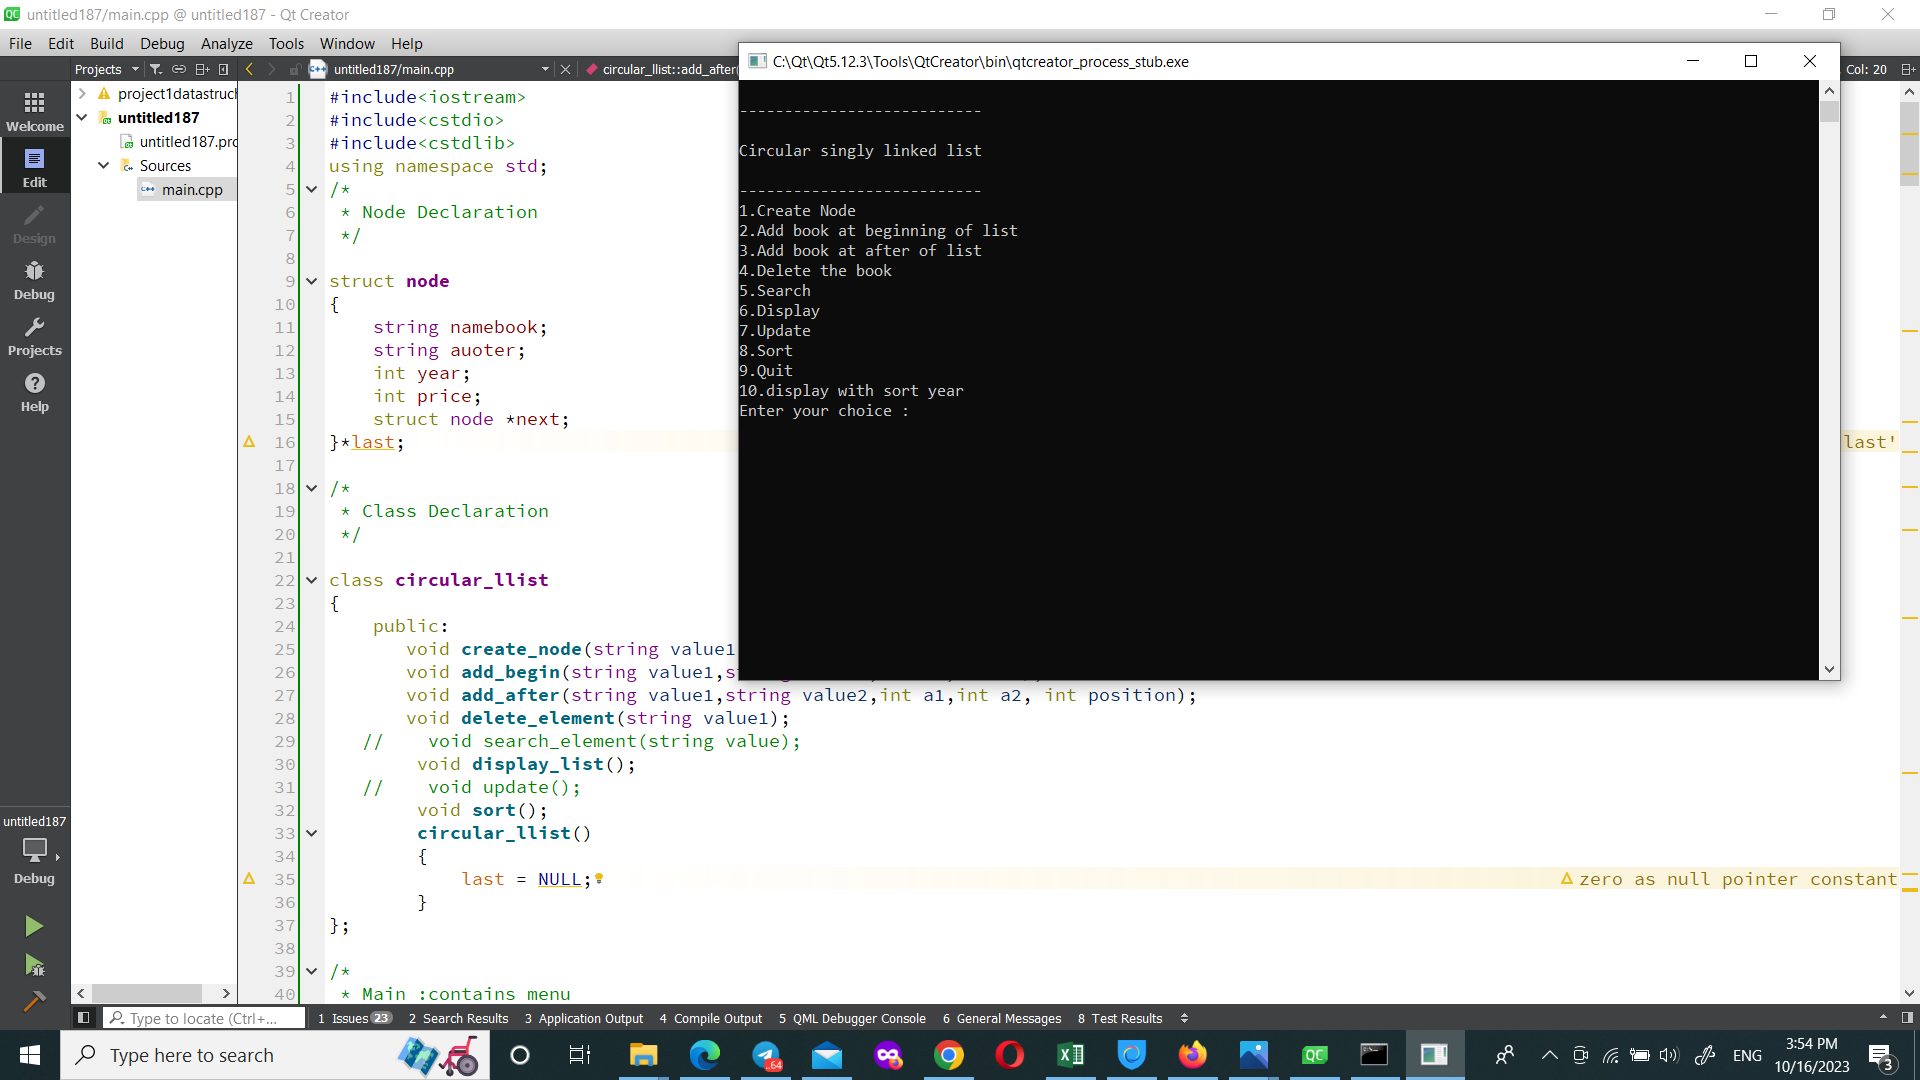 untitled187/main.cpp @ untitled187 - Qt Creator
File Edit Build Debug Analyze Tools Window Help
Projects
untitled187/main.cpp
circular_llist::add_after(
Col: 20
Welcome
Edit
Design
Debug
Projects
Help
untitled187
Debug
project1datastruch
untitled187
untitled187.pro
Sources
main.cpp
1 #include<iostream>
2 #include<cstdio>
3 #include<cstdlib>
4 using namespace std;
5 /*
6 * Node Declaration
7 */
8
9 struct node
10 {
11 string namebook;
12 string auoter;
13 int year;
14 int price;
15 struct node *next;
16 }*last; last'
17
18 /*
19 * Class Declaration
20 */
21
22 class circular_llist
23 {
24 public:
25 void create_node(string value1
26 void add_begin(string value1,st
27 void add_after(string value1,string value2,int a1,int a2, int position);
28 void delete_element(string value1);
29 // void search_element(string value);
30 void display_list();
31 // void update();
32 void sort();
33 circular_llist()
34 {
35 last = NULL; zero as null pointer constant
36 }
37 };
38
39 /*
40 * Main :contains menu
C:\Qt\Qt5.12.3\Tools\QtCreator\bin\qtcreator_process_stub.exe
---------------------------
Circular singly linked list
---------------------------
1.Create Node
2.Add book at beginning of list
3.Add book at after of list
4.Delete the book
5.Search
6.Display
7.Update
8.Sort
9.Quit
10.display with sort year
Enter your choice :
Type to locate (Ctrl+...
1 Issues 23 2 Search Results 3 Application Output 4 Compile Output 5 QML Debugger Console 6 General Messages 8 Test Results
Type here to search
..64
QC
ENG
3:54 PM
10/16/2023
3